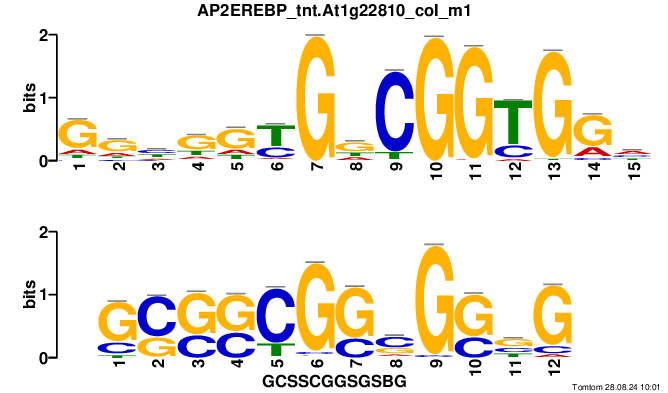 AP2EREBP_tnt.At1g22810_col_m1
2
1
0
bits
1 2 3 4 5 6 7 8 9 10 11 12 13 14 15
2
1
0
bits
1 2 3 4 5 6 7 8 9 10 11 12
GCSSCGGSGSBG
Tomtom 28.08.24 10:01